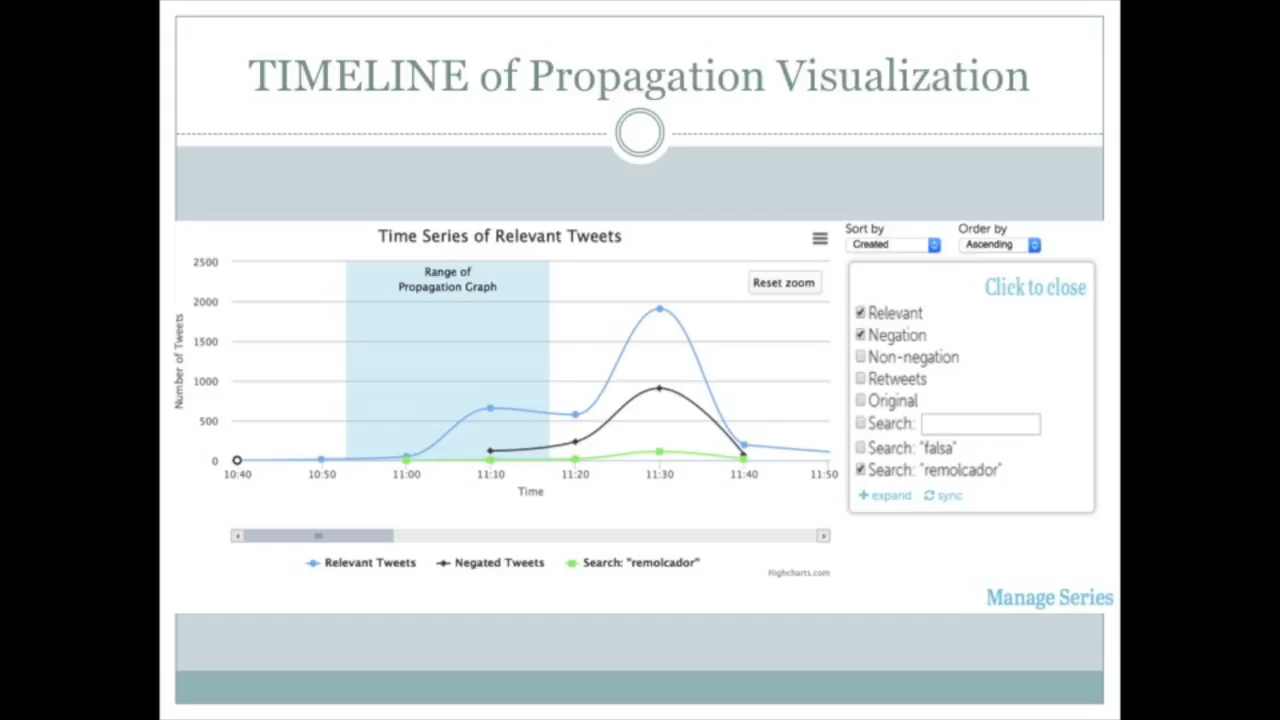 TIMELINE of Propagation Visualization
Time Series of Relevant Tweets
Sort by
Order by
Created
Ascending
2500
2000
1500
1000
500
0
Number of Tweets
Range of
Propagation Graph
Reset zoom
10:40
10:50
11:00
11:10
11:20
11:30
11:40
11:50
Time
Relevant Tweets
Negated Tweets
Search: "remolcador"
Highcharts.com
Click to close
Relevant
Negation
Non-negation
Retweets
Original
Search:
Search: "falsa"
Search: "remolcador"
+ expand
sync
Manage Series